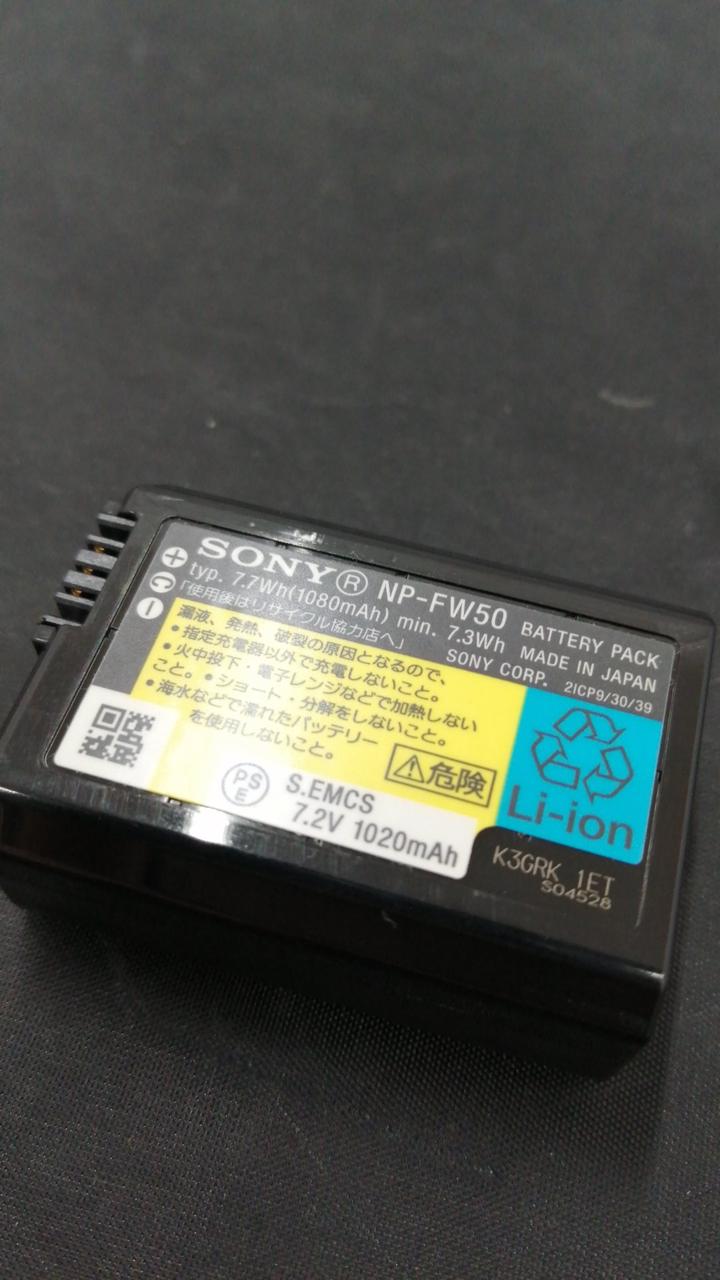 SONY® NP-FW50 BATTERY PACK
typ. 7.7Wh(1080mAh) min. 7.3Wh MADE IN JAPAN
「使用後はリサイクル協力店へ」 SONY CORP. 2ICP9/30/39
漏液、発熱、破裂の原因となるので、
•指定充電器以外で充電しないこと。
•火中投下・電子レンジなどで加熱しない
こと。•ショート・分解をしないこと。
•海水などで濡れたバッテリー
を使用しないこと。
⚠危険
PSE S.EMCS
7.2V 1020mAh
Li-ion
K3GRK 1ET
S04528